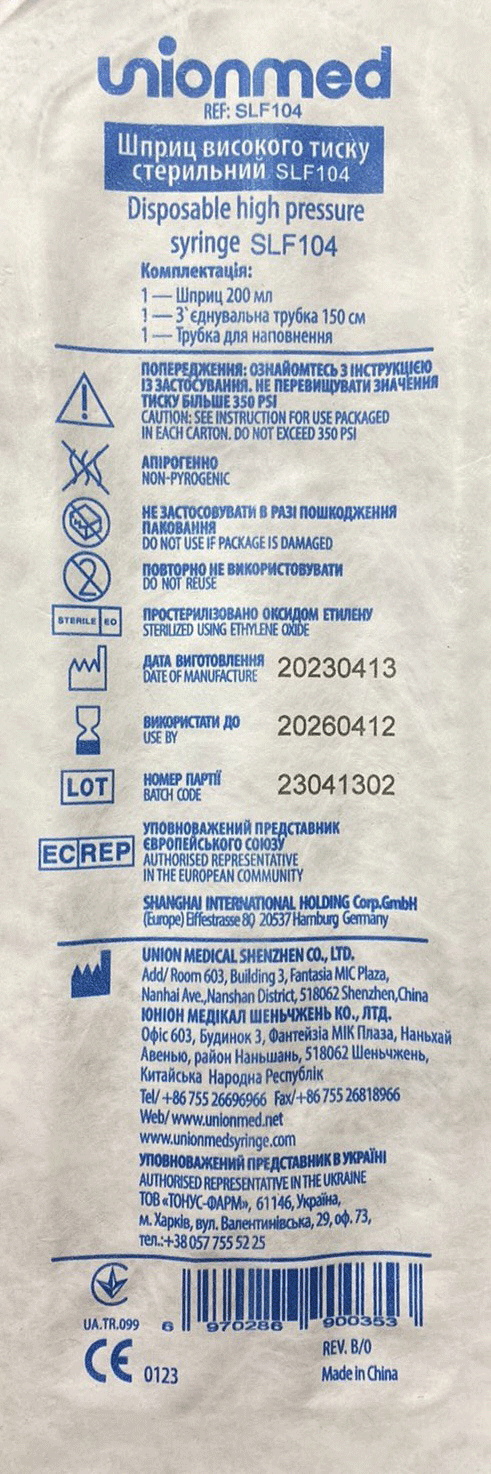 unionmed
REF: SLF104
Шприц високого тиску
стерильний SLF104
Disposable high pressure
syringe SLF104
Комплектація:
1 — Шприц 200 мл
1 — З`єднувальна трубка 150 см
1 — Трубка для наповнення
ПОПЕРЕДЖЕННЯ: ОЗНАЙОМТЕСЬ З ІНСТРУКЦІЄЮ
ІЗ ЗАСТОСУВАННЯ. НЕ ПЕРЕВИЩУВАТИ ЗНАЧЕННЯ
ТИСКУ БІЛЬШЕ 350 PSI
CAUTION: SEE INSTRUCTION FOR USE PACKAGED
IN EACH CARTON. DO NOT EXCEED 350 PSI
АПІРОГЕННО
NON-PYROGENIC
НЕ ЗАСТОСОВУВАТИ В РАЗІ ПОШКОДЖЕННЯ
ПАКОВАННЯ
DO NOT USE IF PACKAGE IS DAMAGED
2
ПОВТОРНО НЕ ВИКОРИСТОВУВАТИ
DO NOT REUSE
STERILE EO
ПРОСТЕРИЛІЗОВАНО ОКСИДОМ ЕТИЛЕНУ
STERILIZED USING ETHYLENE OXIDE
ДАТА ВИГОТОВЛЕННЯ
DATE OF MANUFACTURE
20230413
ВИКОРИСТАТИ ДО
USE BY
20260412
LOT
НОМЕР ПАРТІЇ
BATCH CODE
23041302
EC REP
УПОВНОВАЖЕНИЙ ПРЕДСТАВНИК
ЄВРОПЕЙСЬКОГО СОЮЗУ
AUTHORISED REPRESENTATIVE
IN THE EUROPEAN COMMUNITY
SHANGHAI INTERNATIONAL HOLDING Corp.GmbH
(Europe) Eiffestrasse 80, 20537 Hamburg Germany
UNION MEDICAL SHENZHEN CO., LTD.
Add/ Room 603, Building 3, Fantasia MIC Plaza,
Nanhai Ave.,Nanshan District, 518062 Shenzhen,China
ЮНІОН МЕДІКАЛ ШЕНЬЧЖЕНЬ КО., ЛТД.
Офіс 603, Будинок 3, Фантейзіа МІК Плаза, Наньхай
Авенью, район Наньшань, 518062 Шеньчжень,
Китайська Народна Республік
Tel/ +86 755 26696966 Fax/+86 755 26818966
Web/ www.unionmed.net
www.unionmedsyringe.com
УПОВНОВАЖЕНИЙ ПРЕДСТАВНИК В УКРАЇНІ
AUTHORISED REPRESENTATIVE IN THE UKRAINE
ТОВ «ТОНУС-ФАРМ», 61146, Україна,
м. Харків, вул. Валентинівська, 29, оф. 73,
тел.:+38 057 755 52 25
UA.TR.099
6 970286 900353
CE 0123
REV. B/0
Made in China